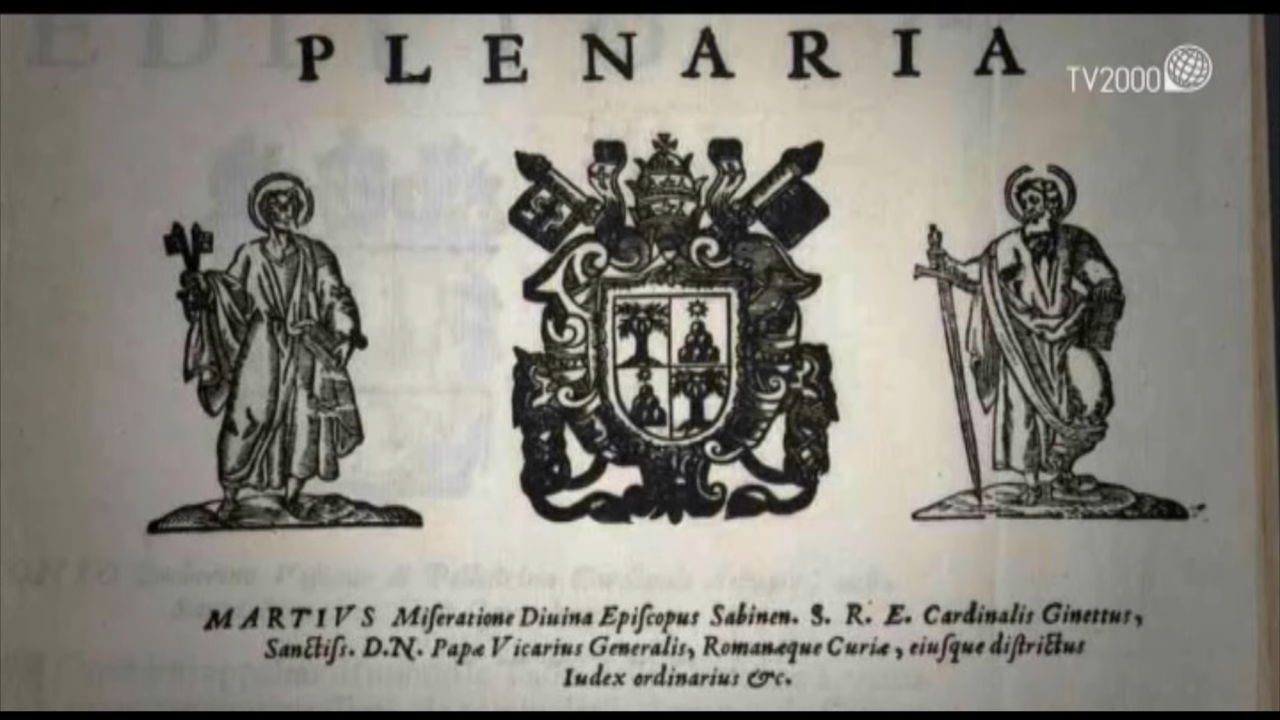 PLENARIA
TV2000
MARTIVS Miſeratione Diuina Epiſcopus Sabinen. S. R. E. Cardinalis Ginettus,
Sanctiſs. D.N. Papæ Vicarius Generalis, Romanæque Curiæ, eiuſque diſtrictus
Iudex ordinarius &c.